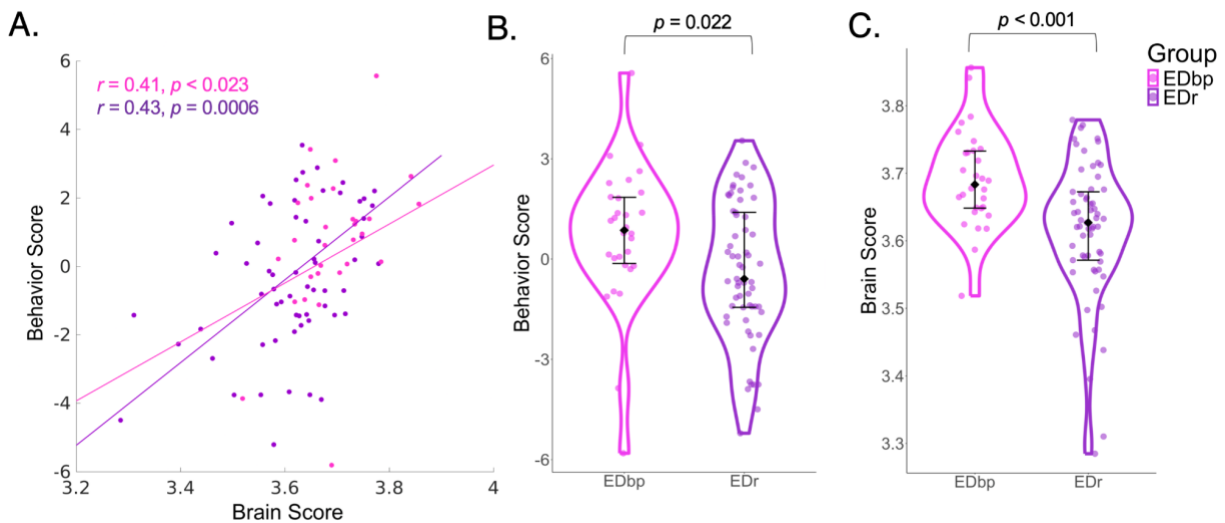 A.
r = 0.41, p < 0.023
r = 0.43, p = 0.0006
6
4
2
0
-2
-4
-6
3.2
3.4
3.6
3.8
4
Behavior Score
Brain Score
B.
p = 0.022
6
3
0
-3
-6
Behavior Score
EDbp
EDr
C.
p < 0.001
3.8
3.7
3.6
3.5
3.4
3.3
Brain Score
EDbp
EDr
Group
EDbp
EDr